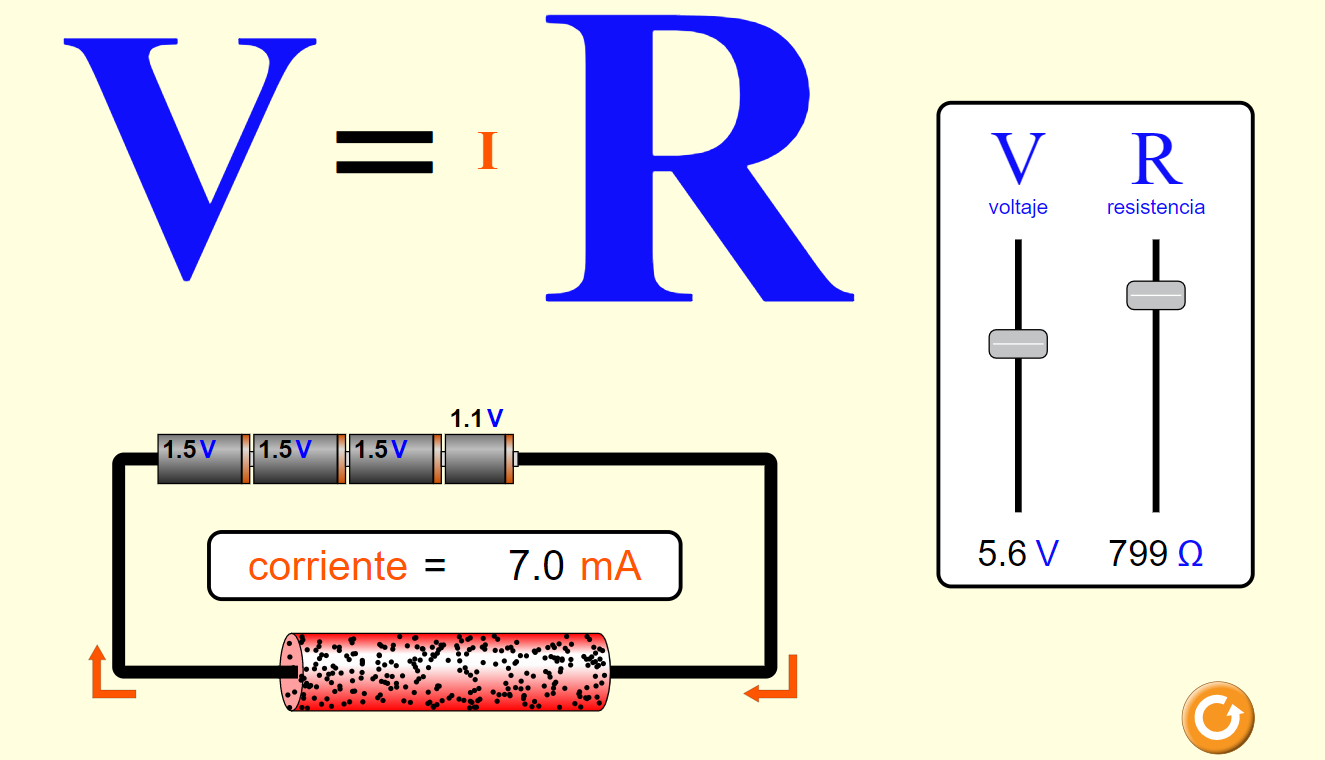 V = I R
V R
voltaje resistencia
1.1 V
1.5 V 1.5 V 1.5 V
corriente = 7.0 mA
5.6 V 799 Ω